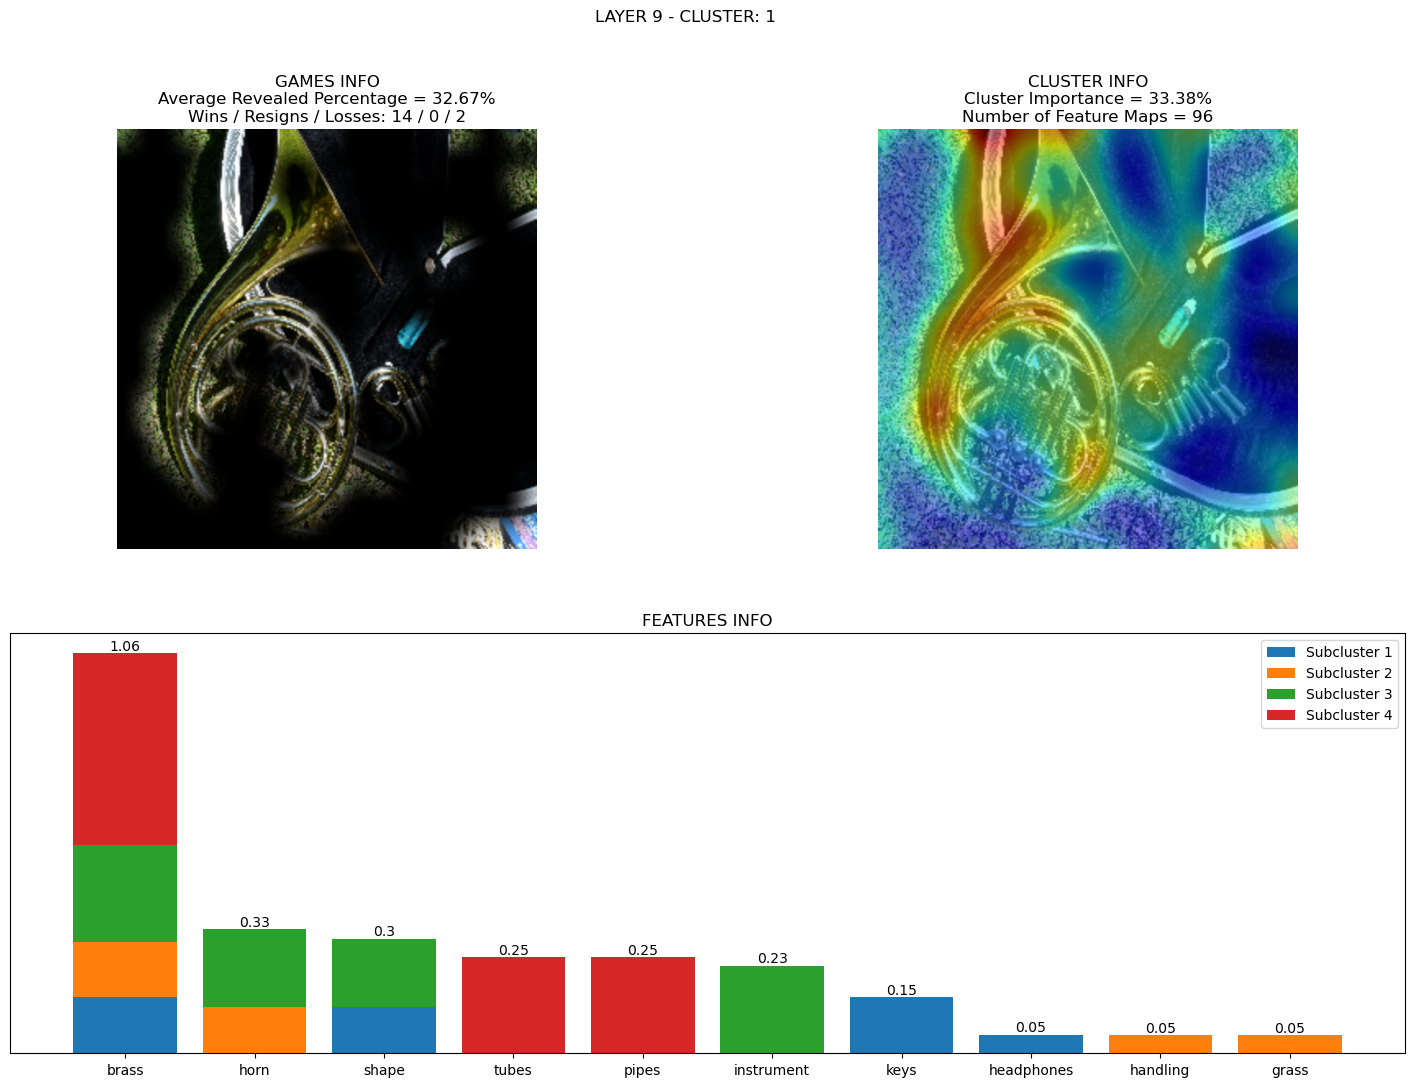 LAYER 9 - CLUSTER: 1
GAMES INFO
Average Revealed Percentage = 32.67%
Wins / Resigns / Losses: 14 / 0 / 2
CLUSTER INFO
Cluster Importance = 33.38%
Number of Feature Maps = 96
FEATURES INFO
Subcluster 1
Subcluster 2
Subcluster 3
Subcluster 4
1.06
0.33
0.3
0.25
0.25
0.23
0.15
0.05
0.05
0.05
brass
horn
shape
tubes
pipes
instrument
keys
headphones
handling
grass